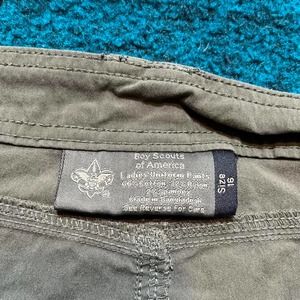 Boy Scouts
of America
Ladies Uniform Pants
Made in Bangladesh
See Reverse For Care
Size
16